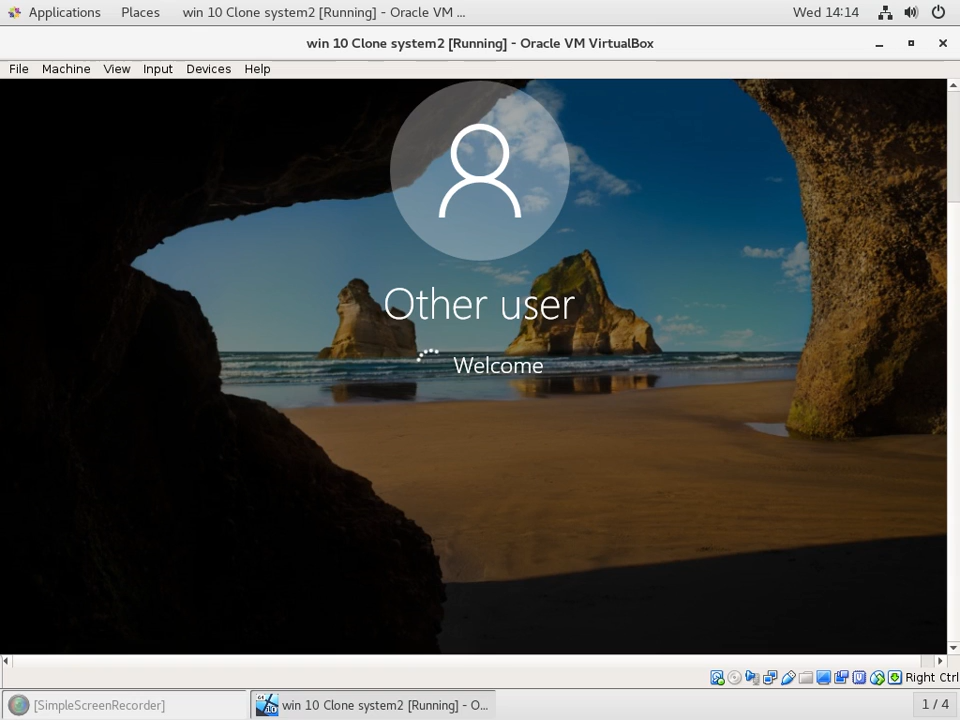 Applications Places win 10 Clone system2 [Running] - Oracle VM ... Wed 14:14
win 10 Clone system2 [Running] - Oracle VM VirtualBox
File Machine View Input Devices Help
Other user
Welcome
Right Ctrl
[SimpleScreenRecorder] win 10 Clone system2 [Running] - O... 1 / 4